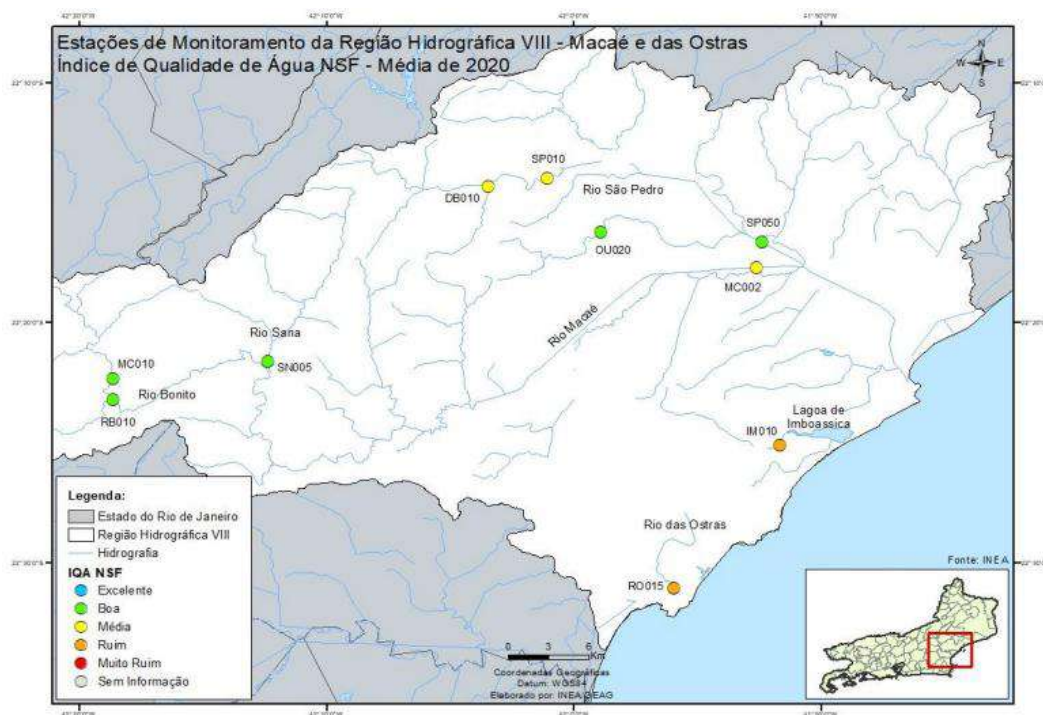 Estações de Monitoramento da Região Hidrográfica VIII - Macaé e das Ostras
Índice de Qualidade de Água NSF - Média de 2020
N
W E
S
SP010
DB010
Rio São Pedro
SP050
OU020
MC002
Rio Macaé
Rio Sana
MC010
SN005
Rio Bonito
RB010
Lagoa de
Imboassica
IM010
Rio das Ostras
RO015
Legenda:
Estado do Rio de Janeiro
Região Hidrográfica VIII
Hidrografia
IQA NSF
Excelente
Boa
Média
Ruim
Muito Ruim
Sem Informação
Fonte: INEA
0 3 6
Km
Coordenadas Geográficas
Datum: WGS84
Elaborado por: INEA/GEAG